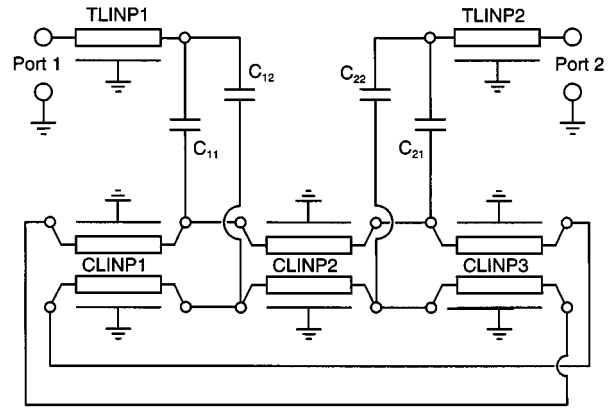 TLINP1
TLINP2
Port 1
Port 2
C₁₂
C₂₂
C₁₁
C₂₁
CLINP1
CLINP2
CLINP3